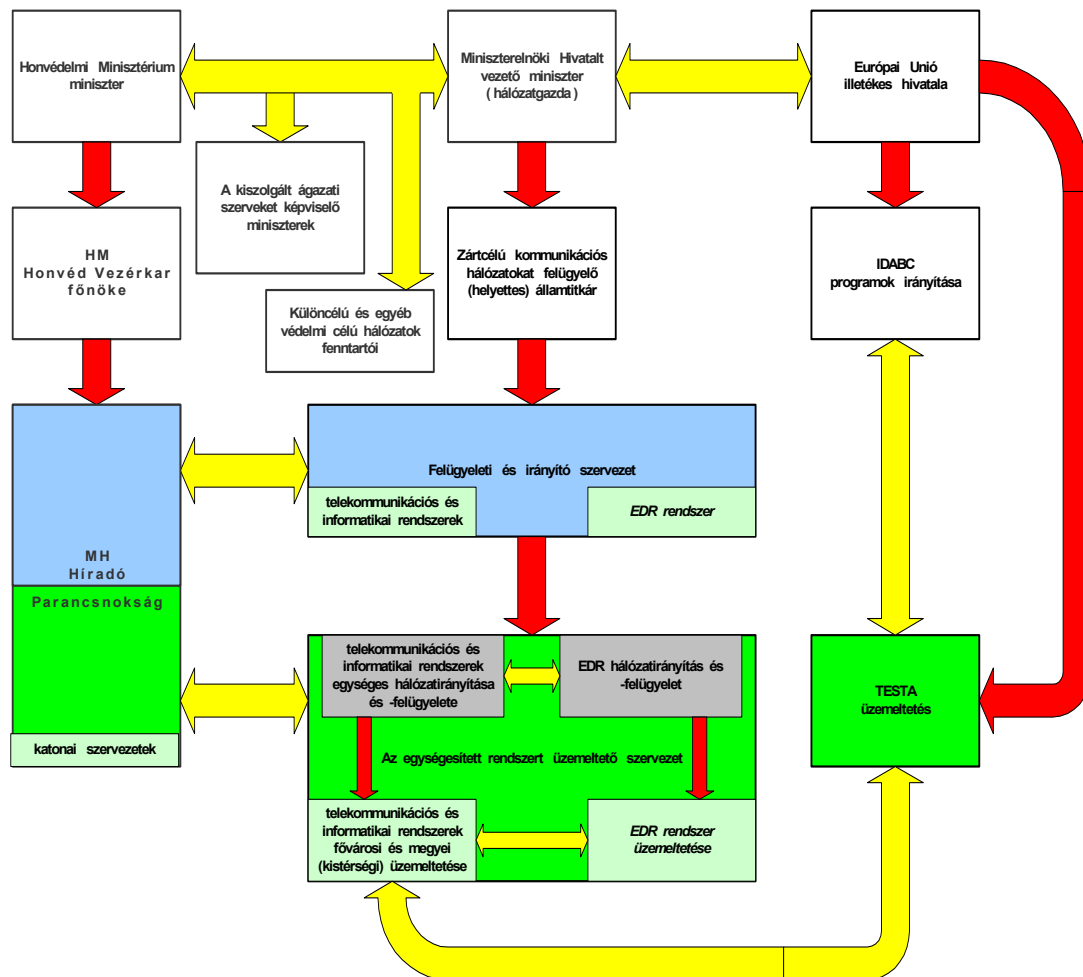 Honvédelmi Minisztérium
miniszter
Miniszterelnöki Hivatalt
vezető miniszter
( hálózatgazda )
Európai Unió
illetékes hivatala
A kiszolgált ágazati
szerveket képviselő
miniszterek
HM
Honvéd Vezérkar
főnöke
Zártcélú kommunikációs
hálózatokat felügyelő
(helyettes) államtitkár
IDABC
programok irányítása
Különcélú és egyéb
védelmi célú hálózatok
fenntartói
Felügyeleti és irányító szervezet
telekommunikációs és
informatikai rendszerek
EDR rendszer
MH
Híradó
Parancsnokság
katonai szervezetek
telekommunikációs és
informatikai rendszerek
egységes hálózatirányítása
és -felügyelete
EDR hálózatirányítás és
-felügyelet
TESTA
üzemeltetés
Az egységesített rendszert üzemeltető szervezet
telekommunikációs és
informatikai rendszerek
fővárosi és megyei
(kistérségi) üzemeltetése
EDR rendszer
üzemeltetése